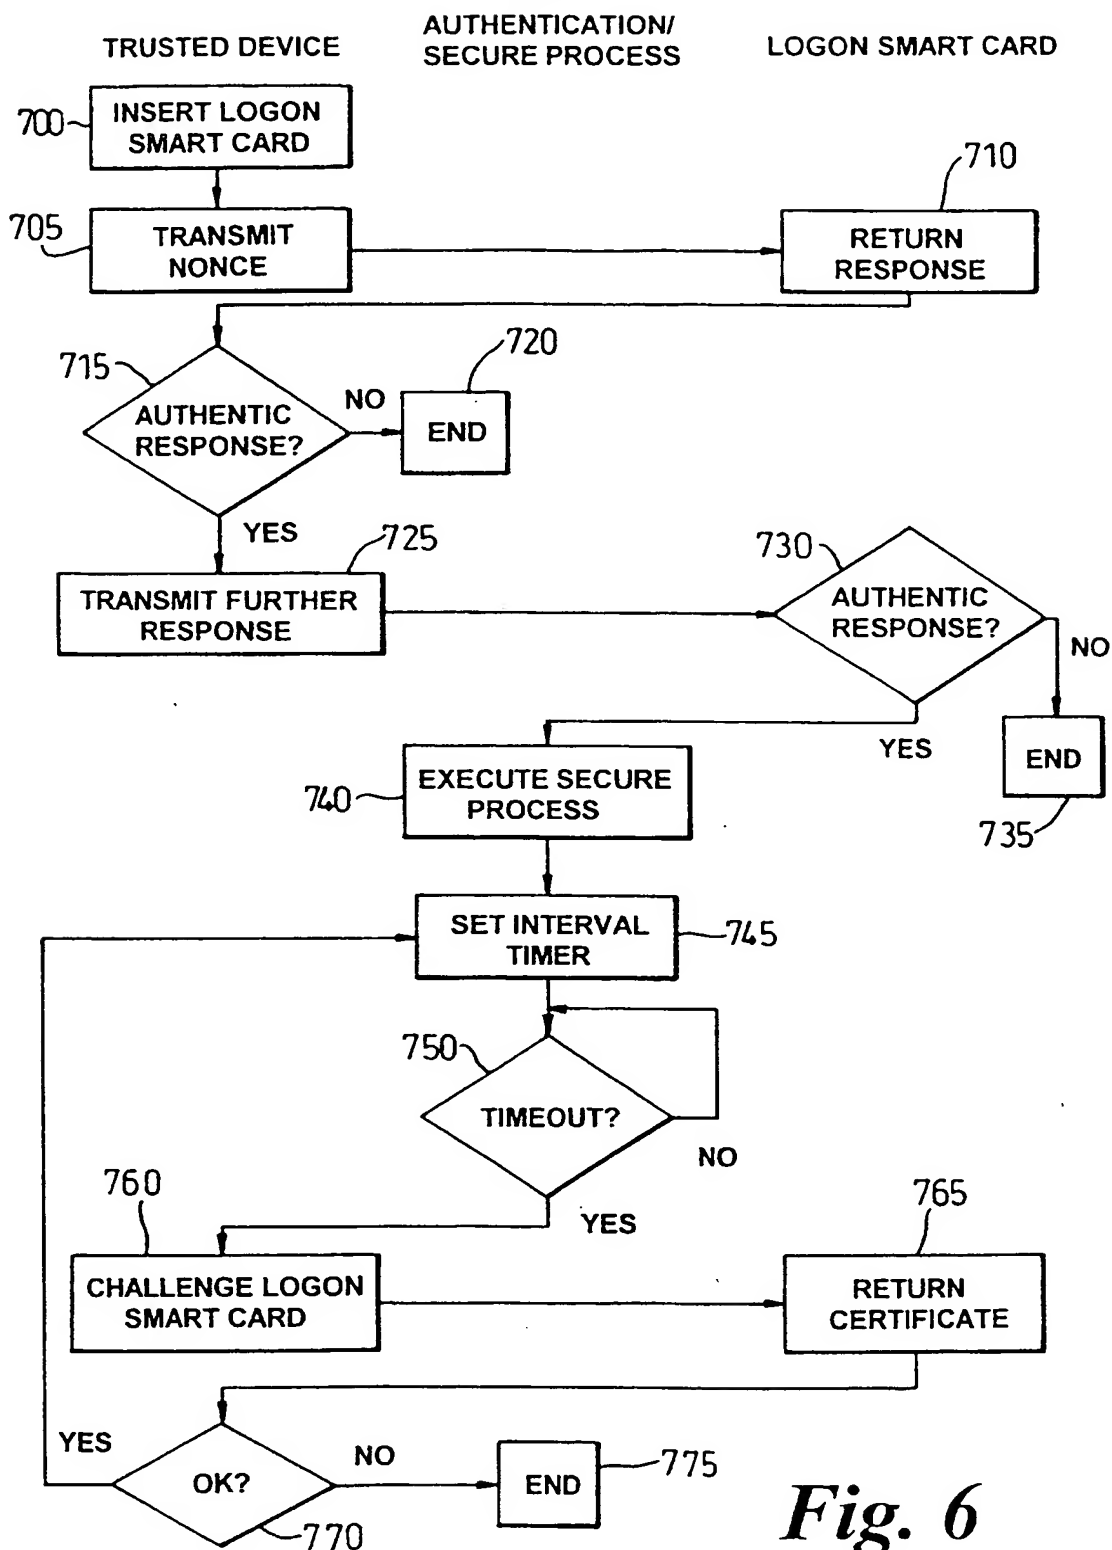 TRUSTED DEVICE
AUTHENTICATION/
SECURE PROCESS
LOGON SMART CARD
700
INSERT LOGON
SMART CARD
705
TRANSMIT
NONCE
710
RETURN
RESPONSE
715
AUTHENTIC
RESPONSE?
NO
720
END
YES
725
TRANSMIT FURTHER
RESPONSE
730
AUTHENTIC
RESPONSE?
NO
YES
END
735
740
EXECUTE SECURE
PROCESS
SET INTERVAL
TIMER
745
750
TIMEOUT?
NO
YES
760
CHALLENGE LOGON
SMART CARD
765
RETURN
CERTIFICATE
YES
OK?
NO
770
END
775
Fig. 6